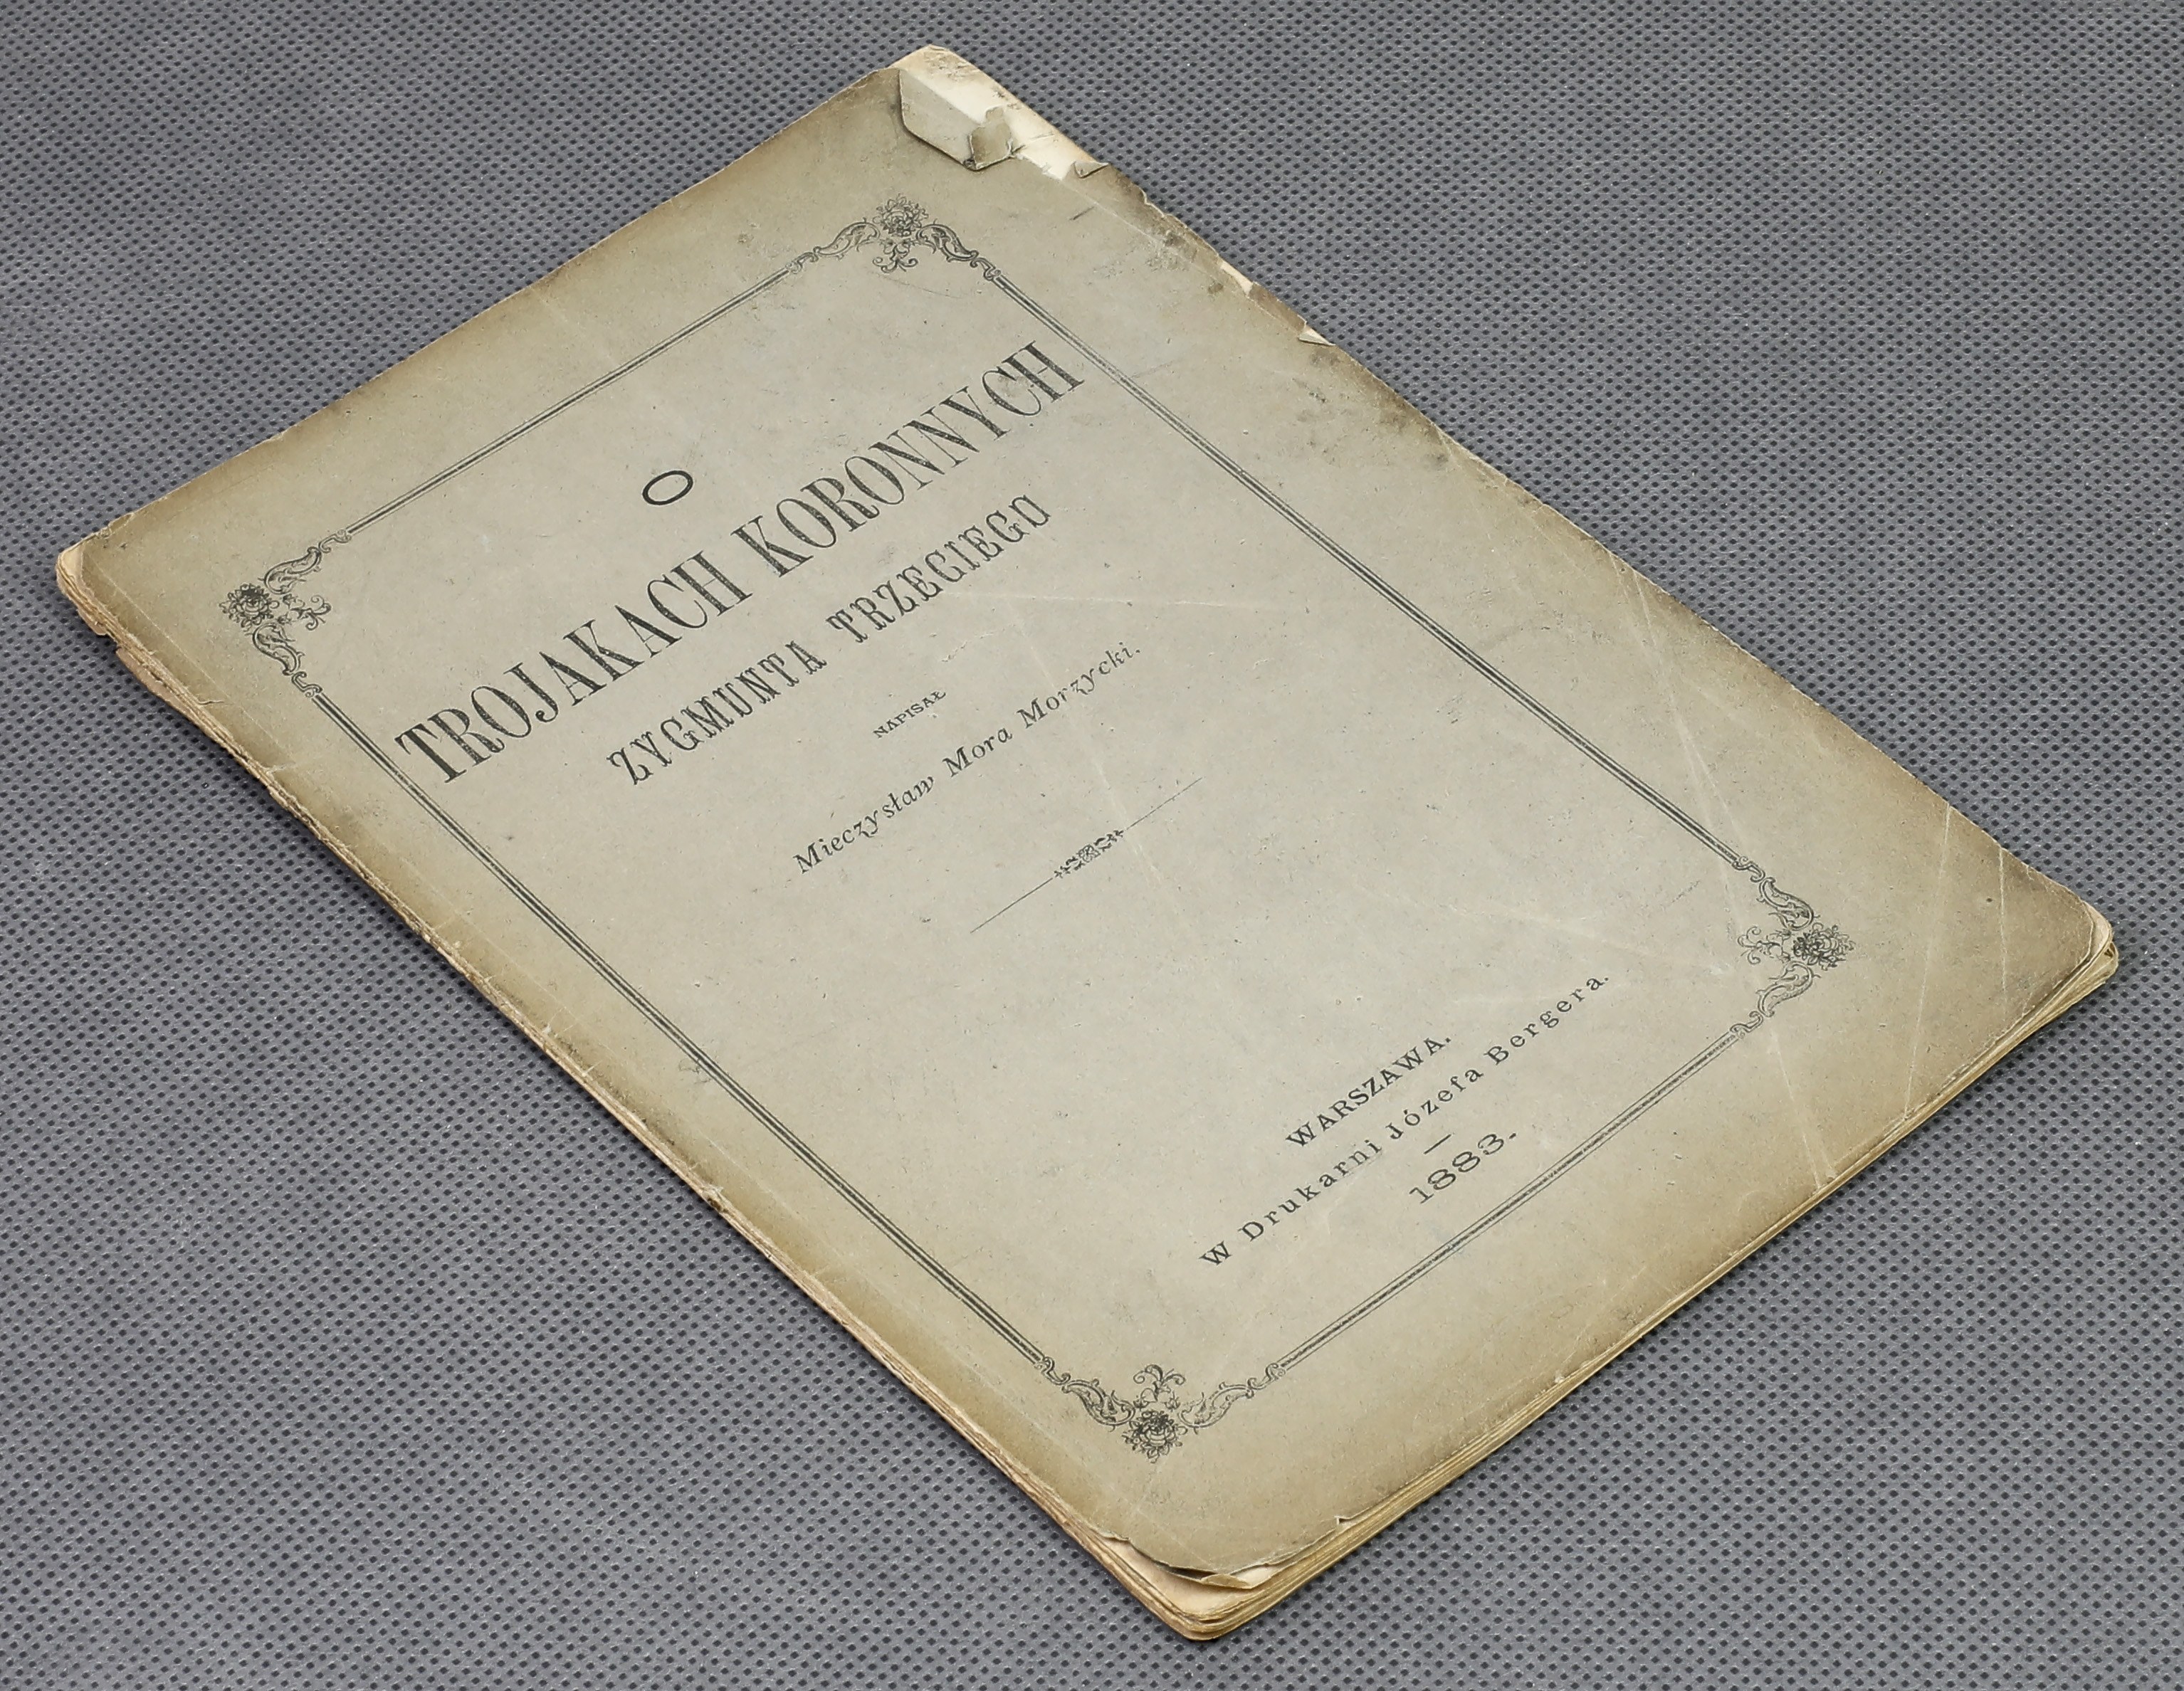 O
TROJAKACH KORONNYCH
ZYGMUNTA TRZECIEGO
NAPISAŁ
Mieczysław Mora Morzycki.
WARSZAWA.
W Drukarni Józefa Bergera.
1883.